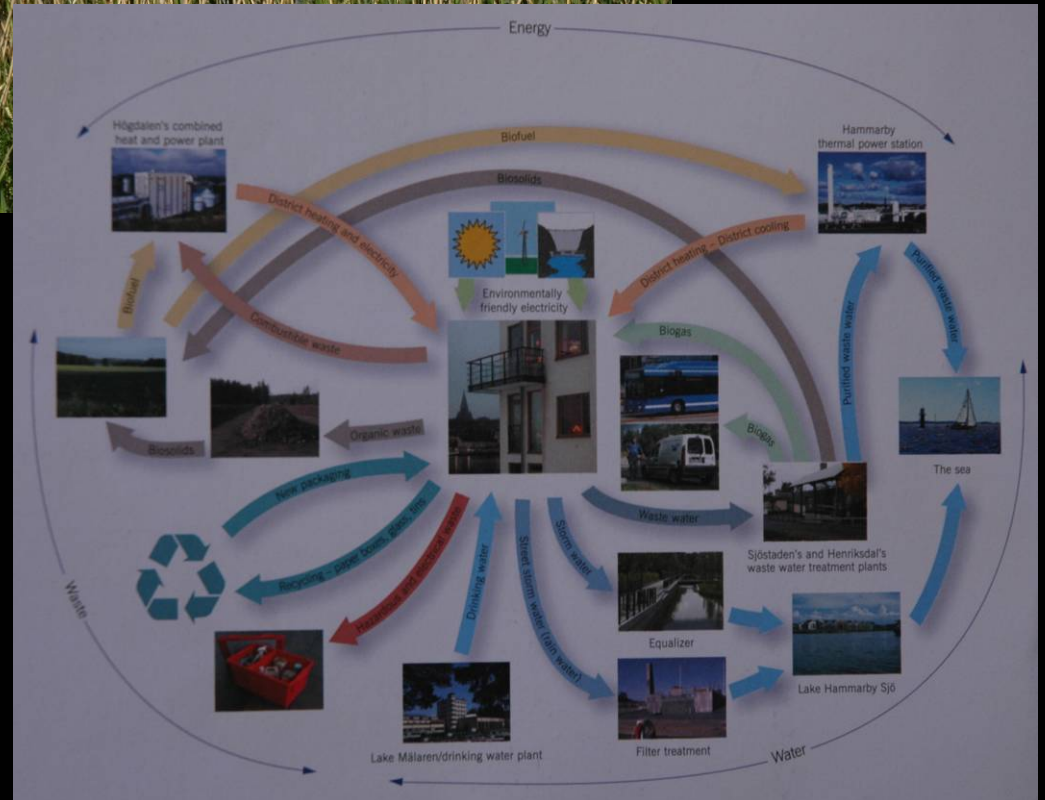 Energy
Högdalen's combined
heat and power plant
Hammarby
thermal power station
Biofuel
Biosolids
District heating and electricity
District heating – District cooling
Environmentally
friendly electricity
Biofuel
Combustible waste
Biogas
Purified waste water
Purified waste water
Organic waste
Biosolids
Biogas
The sea
New packaging
Waste water
Recycling – paper boxes, glass, tins
Hazardous and electrical waste
Drinking water
Street storm water (rain water)
Storm water
Sjöstaden's and Henriksdal's
waste water treatment plants
Waste
Equalizer
Lake Hammarby Sjö
Lake Mälaren/drinking water plant
Filter treatment
Water